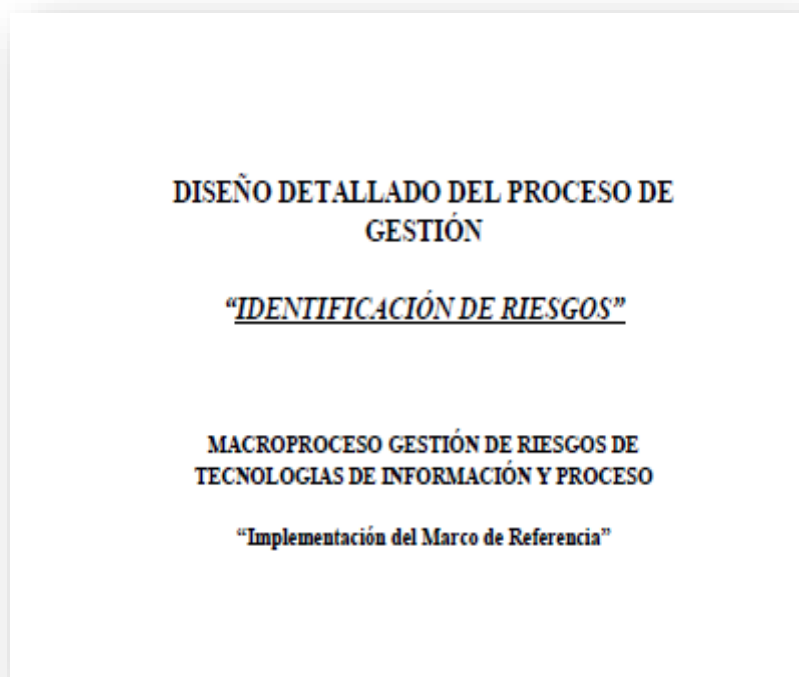 DISEÑO DETALLADO DEL PROCESO DE
GESTIÓN
“IDENTIFICACIÓN DE RIESGOS”
MACROPROCESO GESTIÓN DE RIESGOS DE
TECNOLOGIAS DE INFORMACIÓN Y PROCESO
“Implementación del Marco de Referencia”